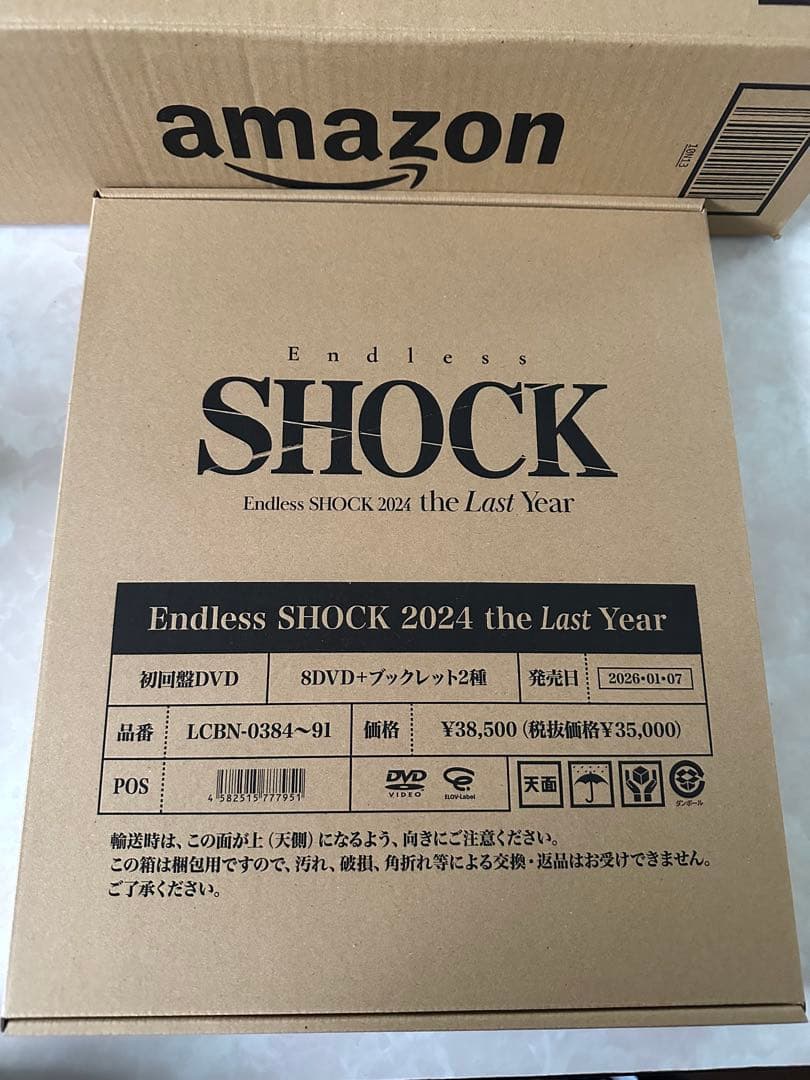 amazon
10N13
Endless
SHOCK
Endless SHOCK 2024 the Last Year
Endless SHOCK 2024 the Last Year
初回盤DVD 8DVD+ブックレット2種 発売日 2026•01•07
品番 LCBN-0384〜91 価格 ¥38,500(税抜価格¥35,000)
POS 4 582515 777951 DVD VIDEO ELOV-Label 天面 ダンボール
輸送時は、この面が上(天側)になるよう、向きにご注意ください。
この箱は梱包用ですので、汚れ、破損、角折れ等による交換・返品はお受けできません。
ご了承ください。